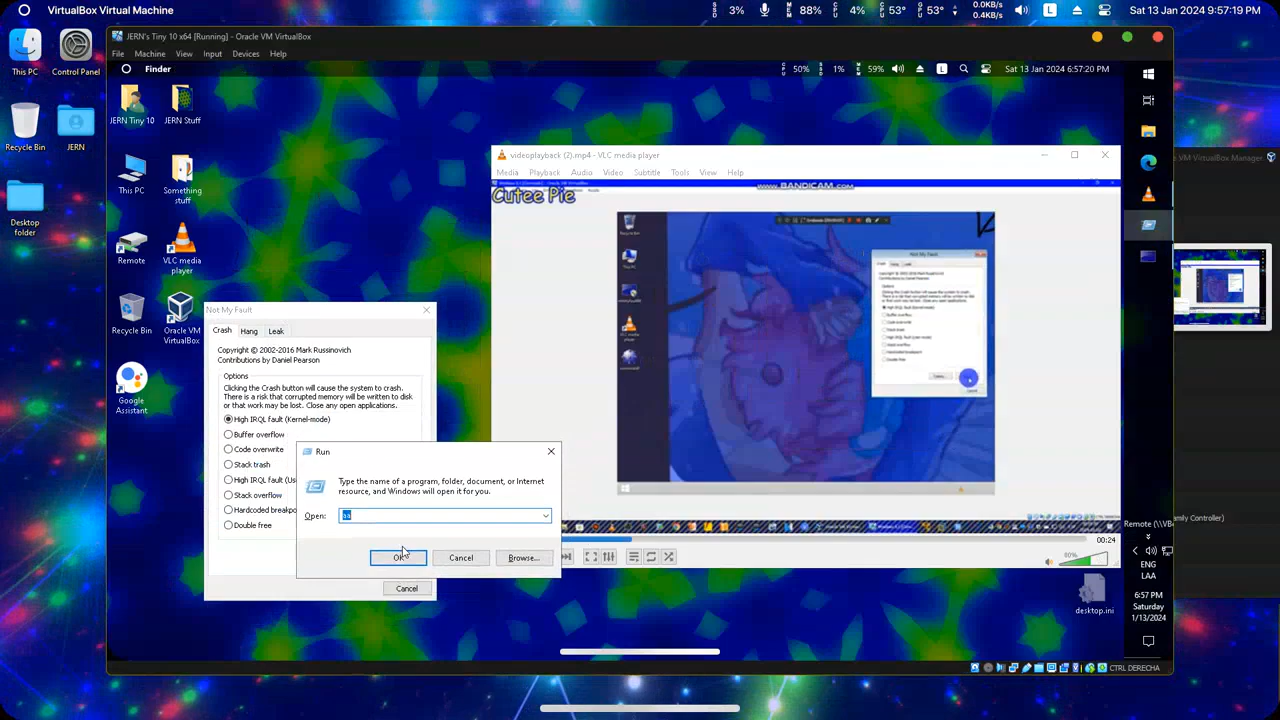 VirtualBox Virtual Machine
3%
88%
4%
53°
53°
0.0KB/s
0.4KB/s
L
Sat 13 Jan 2024 9:57:19 PM
This PC
Control Panel
Recycle Bin
JERN
Desktop
folder
JERN's Tiny 10 x64 [Running] - Oracle VM VirtualBox
File Machine View Input Devices Help
Finder
50%
1%
59%
L
Sat 13 Jan 2024 6:57:20 PM
JERN Tiny 10
JERN Stuff
This PC
Something
stuff
Remote
VLC media
player
Recycle Bin
Google
Assistant
videoplayback (2).mp4 - VLC media player
Media Playback Audio Video Subtitle Tools View Help
Cutee Pie
WWW.BANDICAM.COM
00:24
80%
Crash Hang Leak
Copyright © 2002-2016 Mark Russinovich
Contributions by Daniel Pearson
Options
Clicking the Crash button will cause the system to crash.
There is a risk that corrupted memory will be written to disk
or that work may be lost. Close any open applications.
High IRQL fault (Kernel-mode)
Buffer overflow
Code overwrite
Stack trash
High IRQL fault (Us
Stack overflow
Hardcoded breakpo
Double free
Cancel
Run
Type the name of a program, folder, document, or Internet
resource, and Windows will open it for you.
Open:
OK
Cancel
Browse...
desktop.ini
Remote (\\VB
ENG
LAA
6:57 PM
Saturday
1/13/2024
VM VirtualBox Manager
amily Controller)
CTRL DERECHA